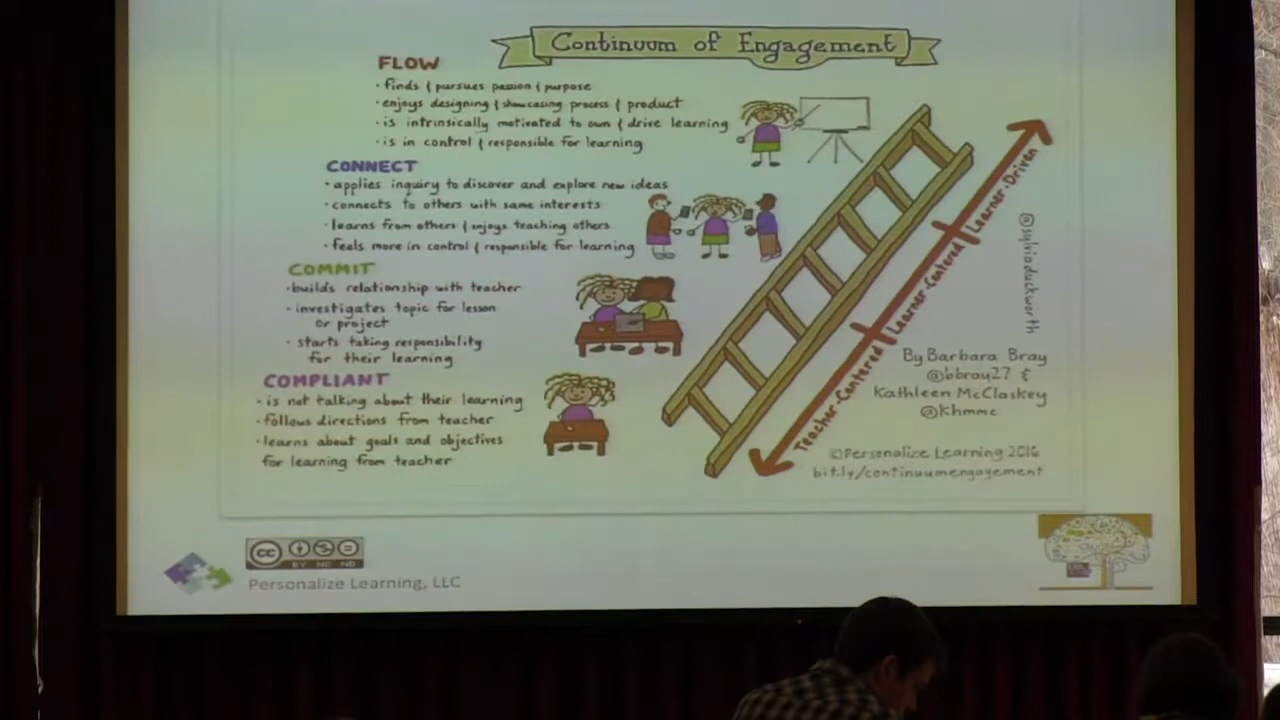 Continuum of Engagement
FLOW
· finds & pursues passion & purpose
· enjoys designing & showcasing process & product
· is intrinsically motivated to own & drive learning
· is in control & responsible for learning
CONNECT
· applies inquiry to discover and explore new ideas
· connects to others with same interests
· learns from others & enjoys teaching others
· feels more in control & responsible for learning
COMMIT
· builds relationship with teacher
· investigates topic for lesson
or project
· starts taking responsibility
for their learning
COMPLIANT
· is not talking about their learning
· follows directions from teacher
· learns about goals and objectives
for learning from teacher
Teacher-Centered
Learner-Centered
Learner-Driven
@sylviaduckworth
By Barbara Bray
@bbray27 &
Kathleen McClaskey
@khmmc
©Personalize Learning 2016
bit.ly/continuumengagement
cc
BY NC ND
Personalize Learning, LLC